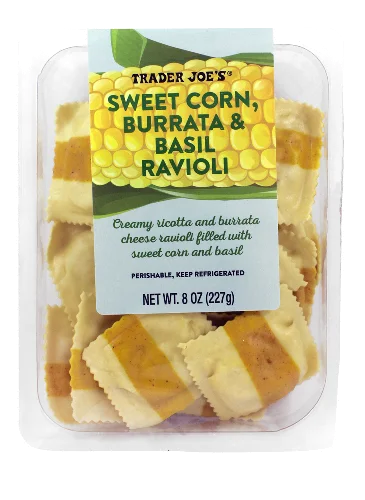 TRADER JOE'S®
SWEET CORN,
BURRATA &
BASIL
RAVIOLI
Creamy ricotta and burrata
cheese ravioli filled with
sweet corn and basil
PERISHABLE, KEEP REFRIGERATED
NET WT. 8 OZ (227g)